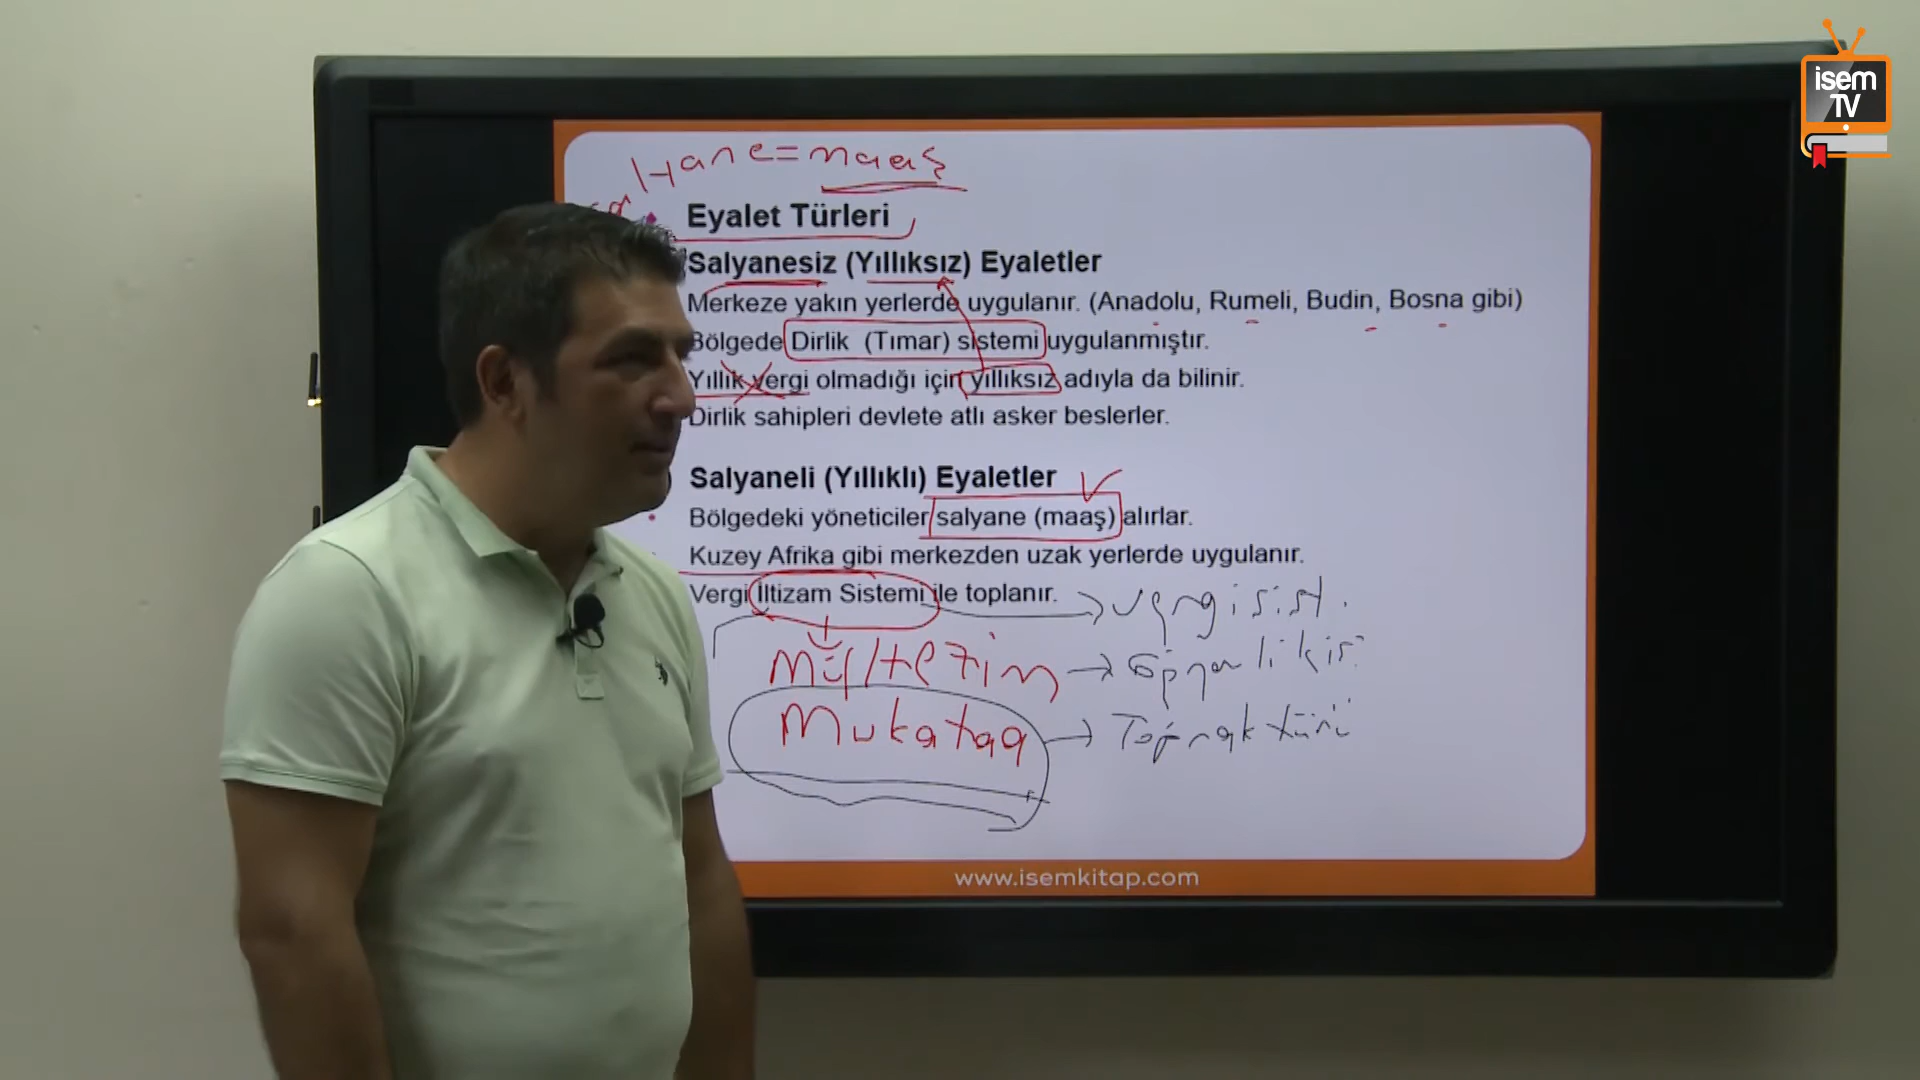 isem
TV
lyane=maaş
Eyalet Türleri
Salyanesiz (Yıllıksız) Eyaletler
Merkeze yakın yerlerde uygulanır. (Anadolu, Rumeli, Budin, Bosna gibi)
Bölgede Dirlik (Tımar) sistemi uygulanmıştır.
Yıllık vergi olmadığı için yıllıksız adıyla da bilinir.
Dirlik sahipleri devlete atlı asker beslerler.
Salyaneli (Yıllıklı) Eyaletler
Bölgedeki yöneticiler salyane (maaş) alırlar.
Kuzey Afrika gibi merkezden uzak yerlerde uygulanır.
Vergi İltizam Sistemi ile toplanır. vergi sist.
Mültezim
Mukataa Toprak türü
www.isemkitap.com